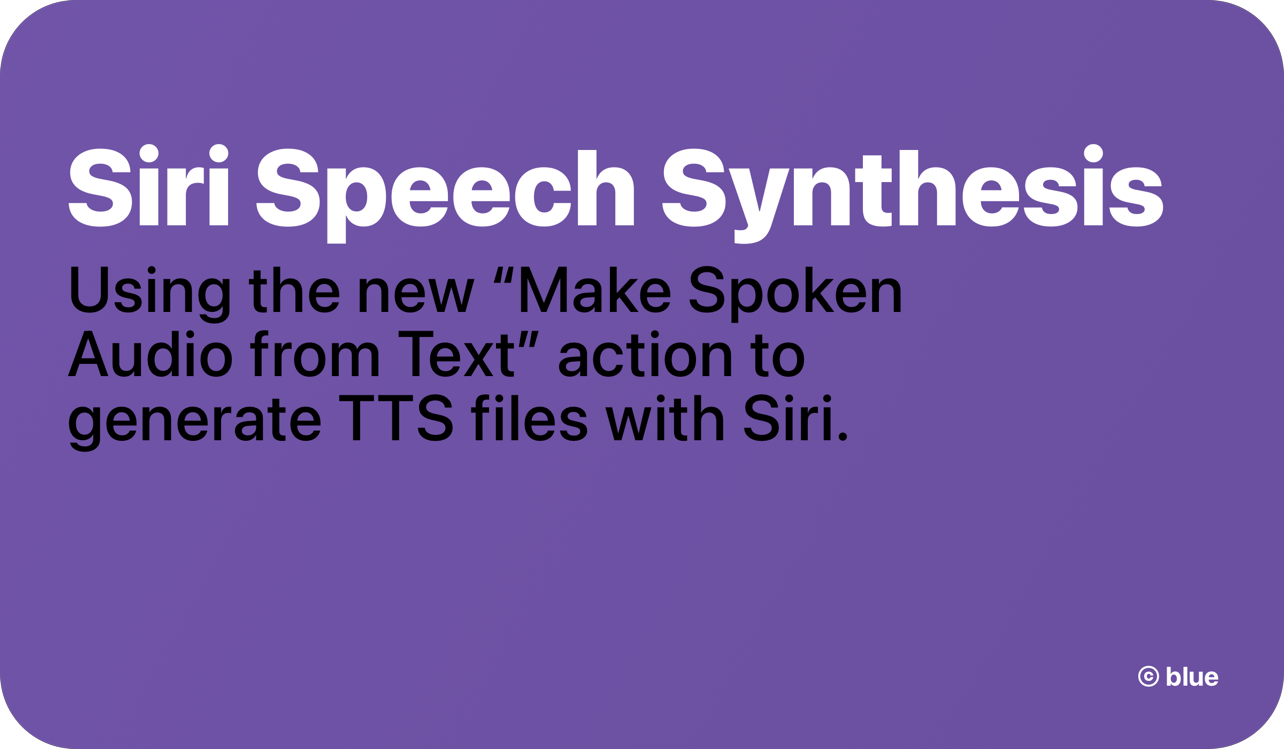 Siri Speech Synthesis
Using the new “Make Spoken
Audio from Text” action to
generate TTS files with Siri.
© blue